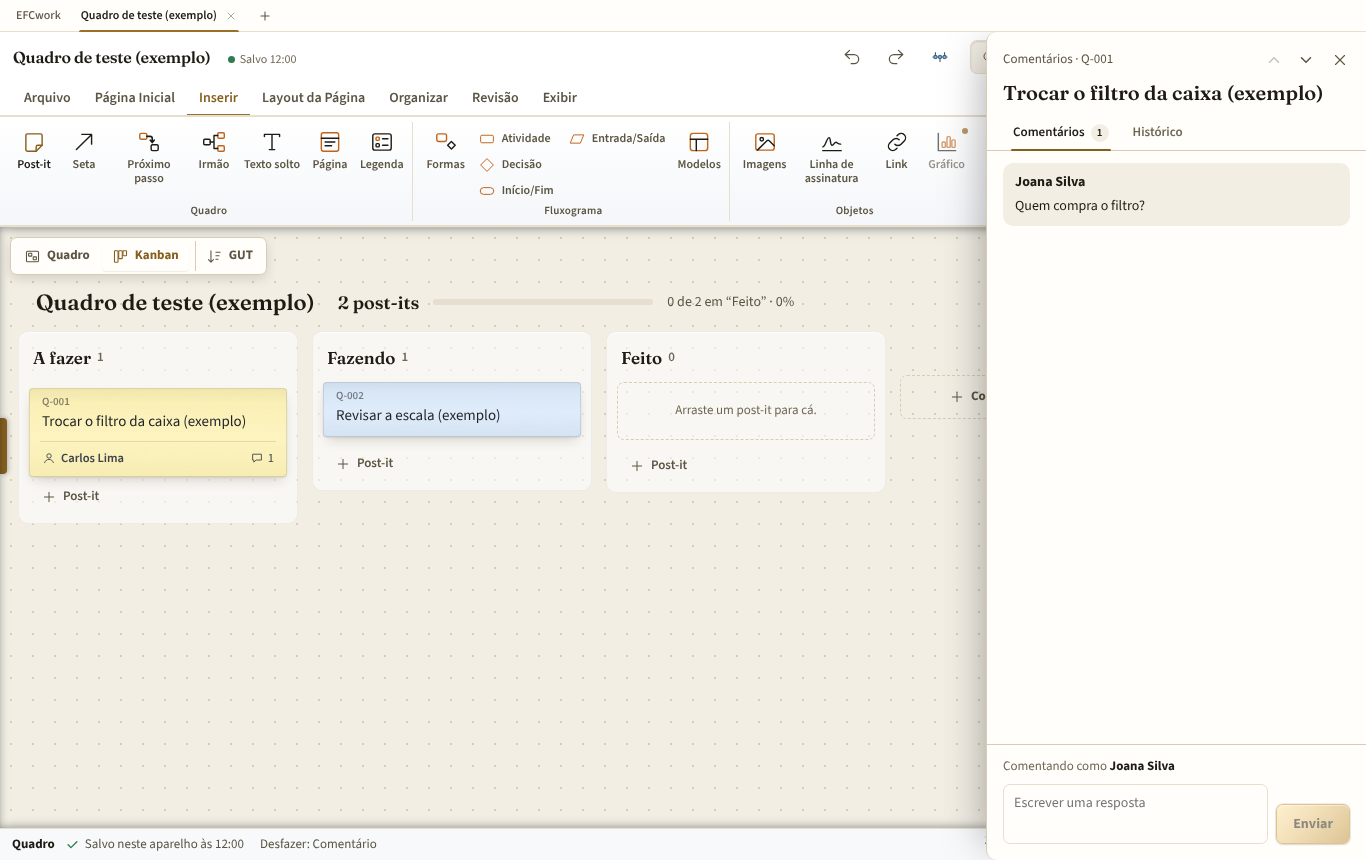 EFCwork
Quadro de teste (exemplo)
Quadro de teste (exemplo)
Salvo 12:00
Arquivo
Página Inicial
Inserir
Layout da Página
Organizar
Revisão
Exibir
Post-it
Seta
Próximo passo
Irmão
Texto solto
Página
Legenda
Quadro
Formas
Atividade
Entrada/Saída
Decisão
Início/Fim
Modelos
Fluxograma
Imagens
Linha de assinatura
Link
Gráfico
Objetos
Quadro
Kanban
GUT
Quadro de teste (exemplo)
2 post-its
0 de 2 em “Feito” · 0%
A fazer 1
Q-001
Trocar o filtro da caixa (exemplo)
Carlos Lima
1
Post-it
Fazendo 1
Q-002
Revisar a escala (exemplo)
Post-it
Feito 0
Arraste um post-it para cá.
Post-it
Comentários · Q-001
Trocar o filtro da caixa (exemplo)
Comentários 1
Histórico
Joana Silva
Quem compra o filtro?
Comentando como Joana Silva
Escrever uma resposta
Enviar
Quadro
Salvo neste aparelho às 12:00
Desfazer: Comentário